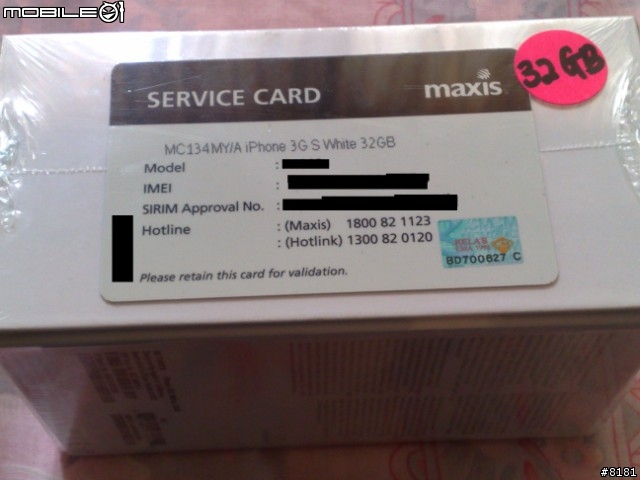 MOBILE01
32GB
SERVICE CARD
maxis
MC134MY/A iPhone 3G S White 32GB
Model :
IMEI :
SIRIM Approval No. :
Hotline : (Maxis) 1800 82 1123
: (Hotlink) 1300 82 0120
BD700627 C
Please retain this card for validation.
#8181